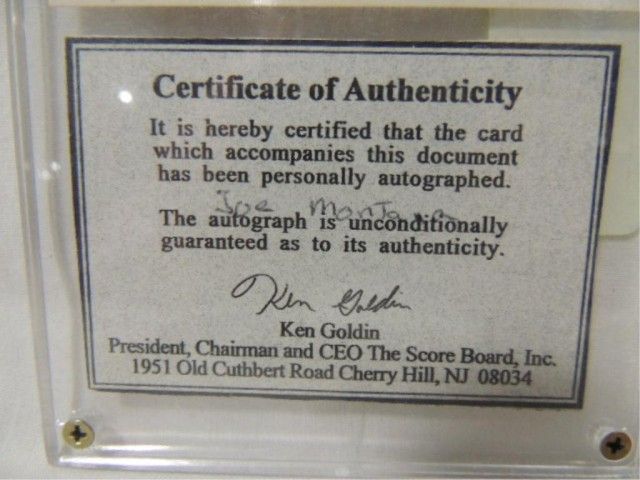 Certificate of Authenticity
It is hereby certified that the card
which accompanies this document
has been personally autographed.
Joe Montana
The autograph is unconditionally
guaranteed as to its authenticity.
Ken Goldin
Ken Goldin
President, Chairman and CEO The Score Board, Inc.
1951 Old Cuthbert Road Cherry Hill, NJ 08034